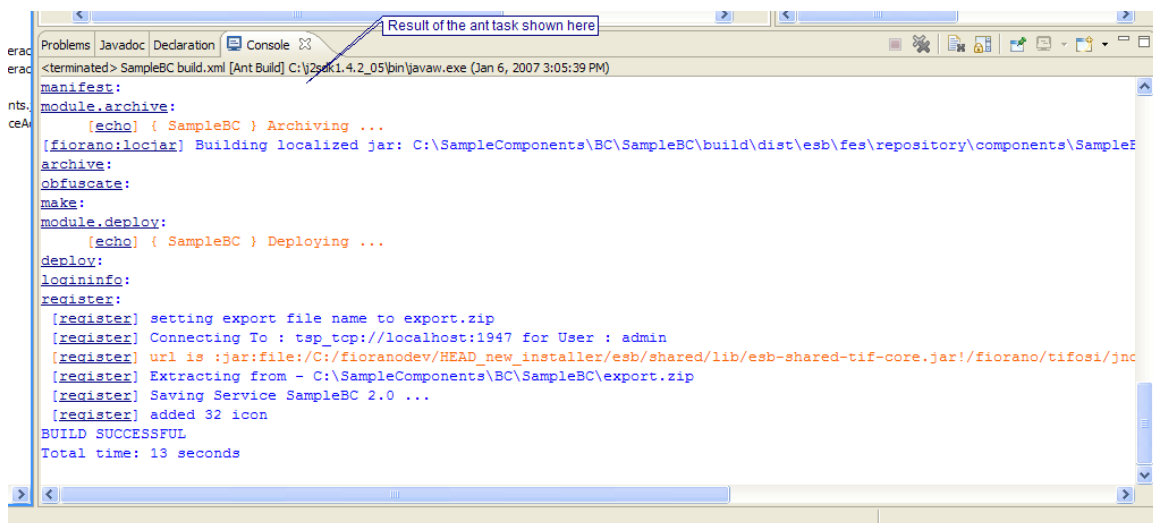 Result of the ant task shown here
erac
Problems Javadoc Declaration Console
erac
<terminated> SampleBC build.xml [Ant Build] C:\j2sdk1.4.2_05\bin\javaw.exe (Jan 6, 2007 3:05:39 PM)
manifest:
nts.
module.archive:
ceA
[echo] { SampleBC } Archiving ...
[fiorano:locjar] Building localized jar: C:\SampleComponents\BC\SampleBC\build\dist\esb\fes\repository\components\SampleB
archive:
obfuscate:
make:
module.deploy:
[echo] { SampleBC } Deploying ...
deploy:
logininfo:
register:
[register] setting export file name to export.zip
[register] Connecting To : tsp_tcp://localhost:1947 for User : admin
[register] url is :jar:file:/C:/fioranodev/HEAD_new_installer/esb/shared/lib/esb-shared-tif-core.jar!/fiorano/tifosi/jnd
[register] Extracting from - C:\SampleComponents\BC\SampleBC\export.zip
[register] Saving Service SampleBC 2.0 ...
[register] added 32 icon
BUILD SUCCESSFUL
Total time: 13 seconds